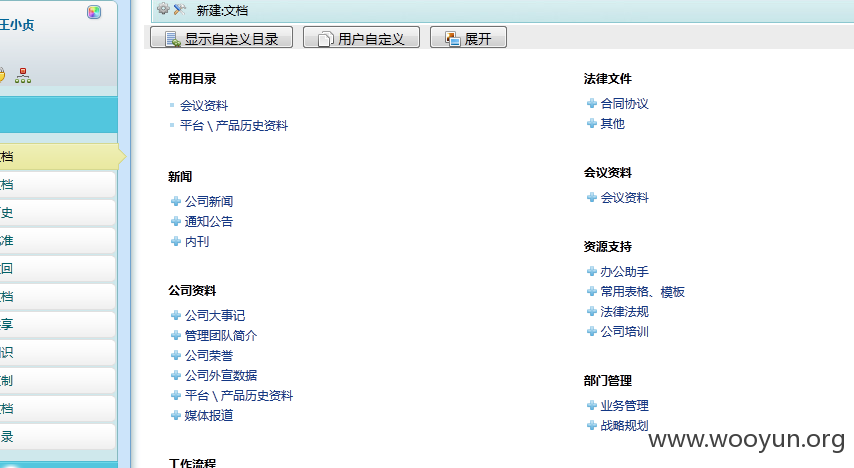 新建:文档
王小贞
显示自定义目录
用户自定义
展开
档
档
史
准
回
档
享
识
制
档
录
常用目录
会议资料
平台 \ 产品历史资料
新闻
公司新闻
通知公告
内刊
公司资料
公司大事记
管理团队简介
公司荣誉
公司外宣数据
平台 \ 产品历史资料
媒体报道
工作流程
法律文件
合同协议
其他
会议资料
会议资料
资源支持
办公助手
常用表格、模板
法律法规
公司培训
部门管理
业务管理
战略规划
www.wooyun.org